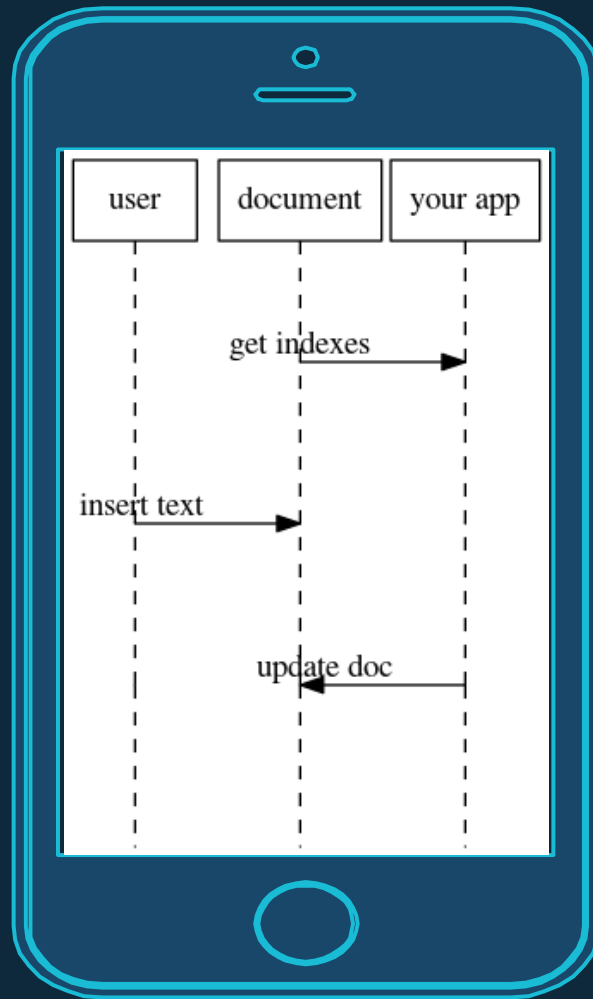 user
document
your app
get indexes
insert text
update doc